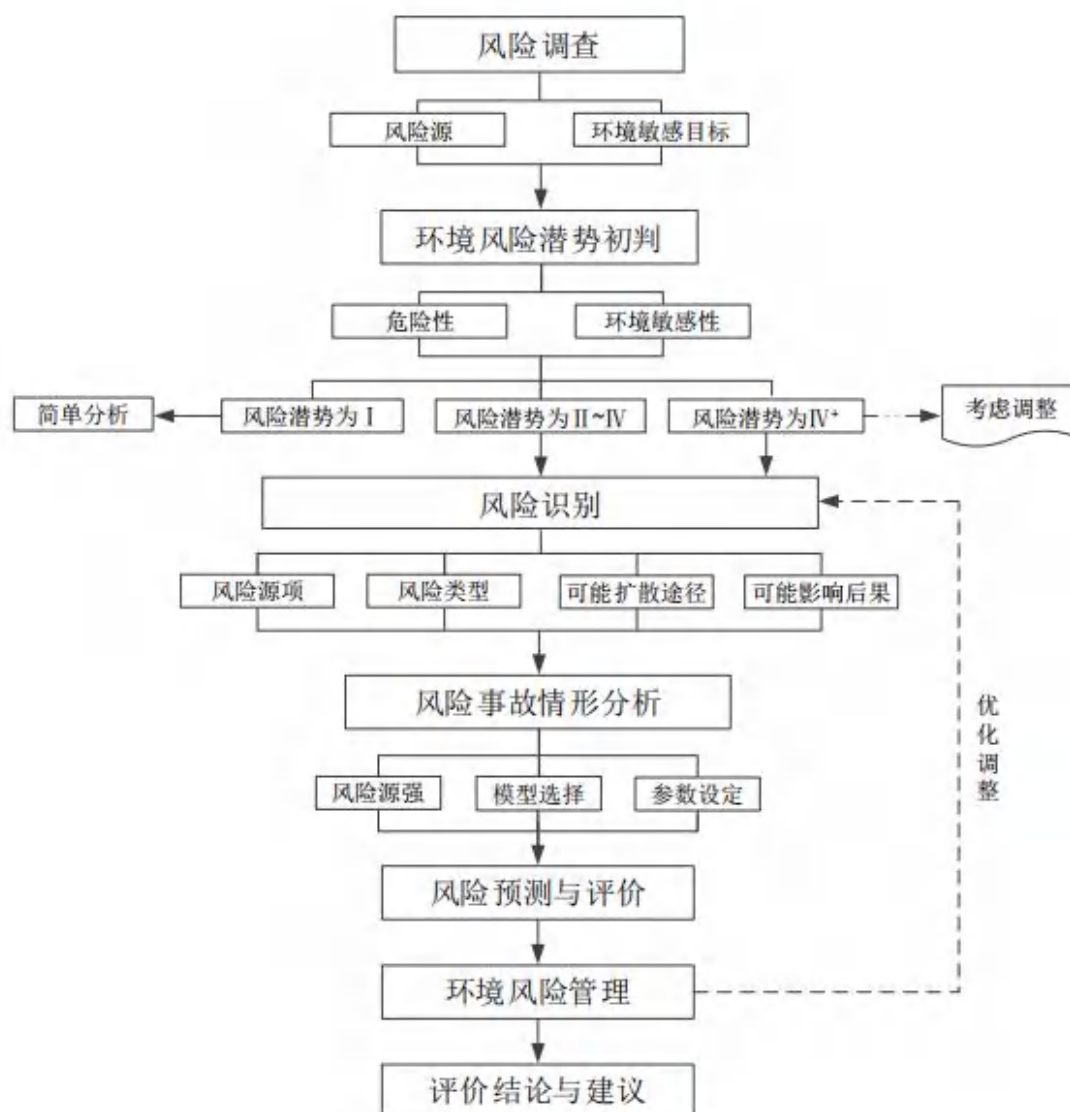 风险调查
风险源
环境敏感目标
环境风险潜势初判
危险性
环境敏感性
简单分析
风险潜势为Ⅰ
风险潜势为Ⅱ~Ⅳ
风险潜势为Ⅳ⁺
考虑调整
风险识别
风险源项
风险类型
可能扩散途径
可能影响后果
风险事故情形分析
优化调整
风险源强
模型选择
参数设定
风险预测与评价
环境风险管理
评价结论与建议